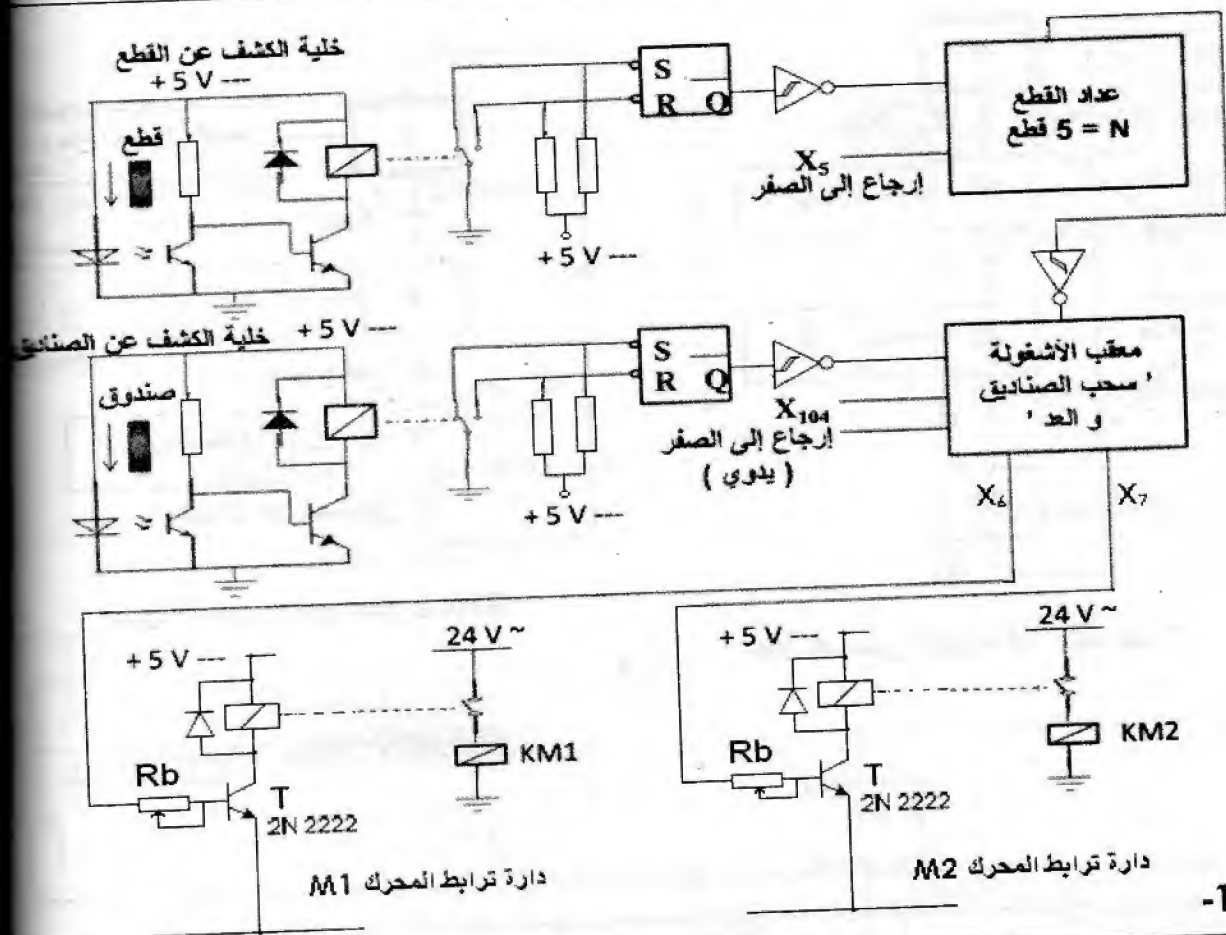 خلية الكشف عن القطع
+ 5 V ---
قطع
S
R Q
عداد القطع
N = 5 قطع
X5
إرجاع إلى الصفر
+ 5 V ---
خلية الكشف عن الصناديق
+ 5 V ---
صندوق
S
R Q
معقب الأشغولة
' سحب الصناديق
و العد '
X104
إرجاع إلى الصفر
( يدوي )
+ 5 V ---
X6
X7
+ 5 V ---
24 V ~
Rb
T
2N 2222
KM1
دارة ترابط المحرك M1
+ 5 V ---
24 V ~
Rb
T
2N 2222
KM2
دارة ترابط المحرك M2
-1